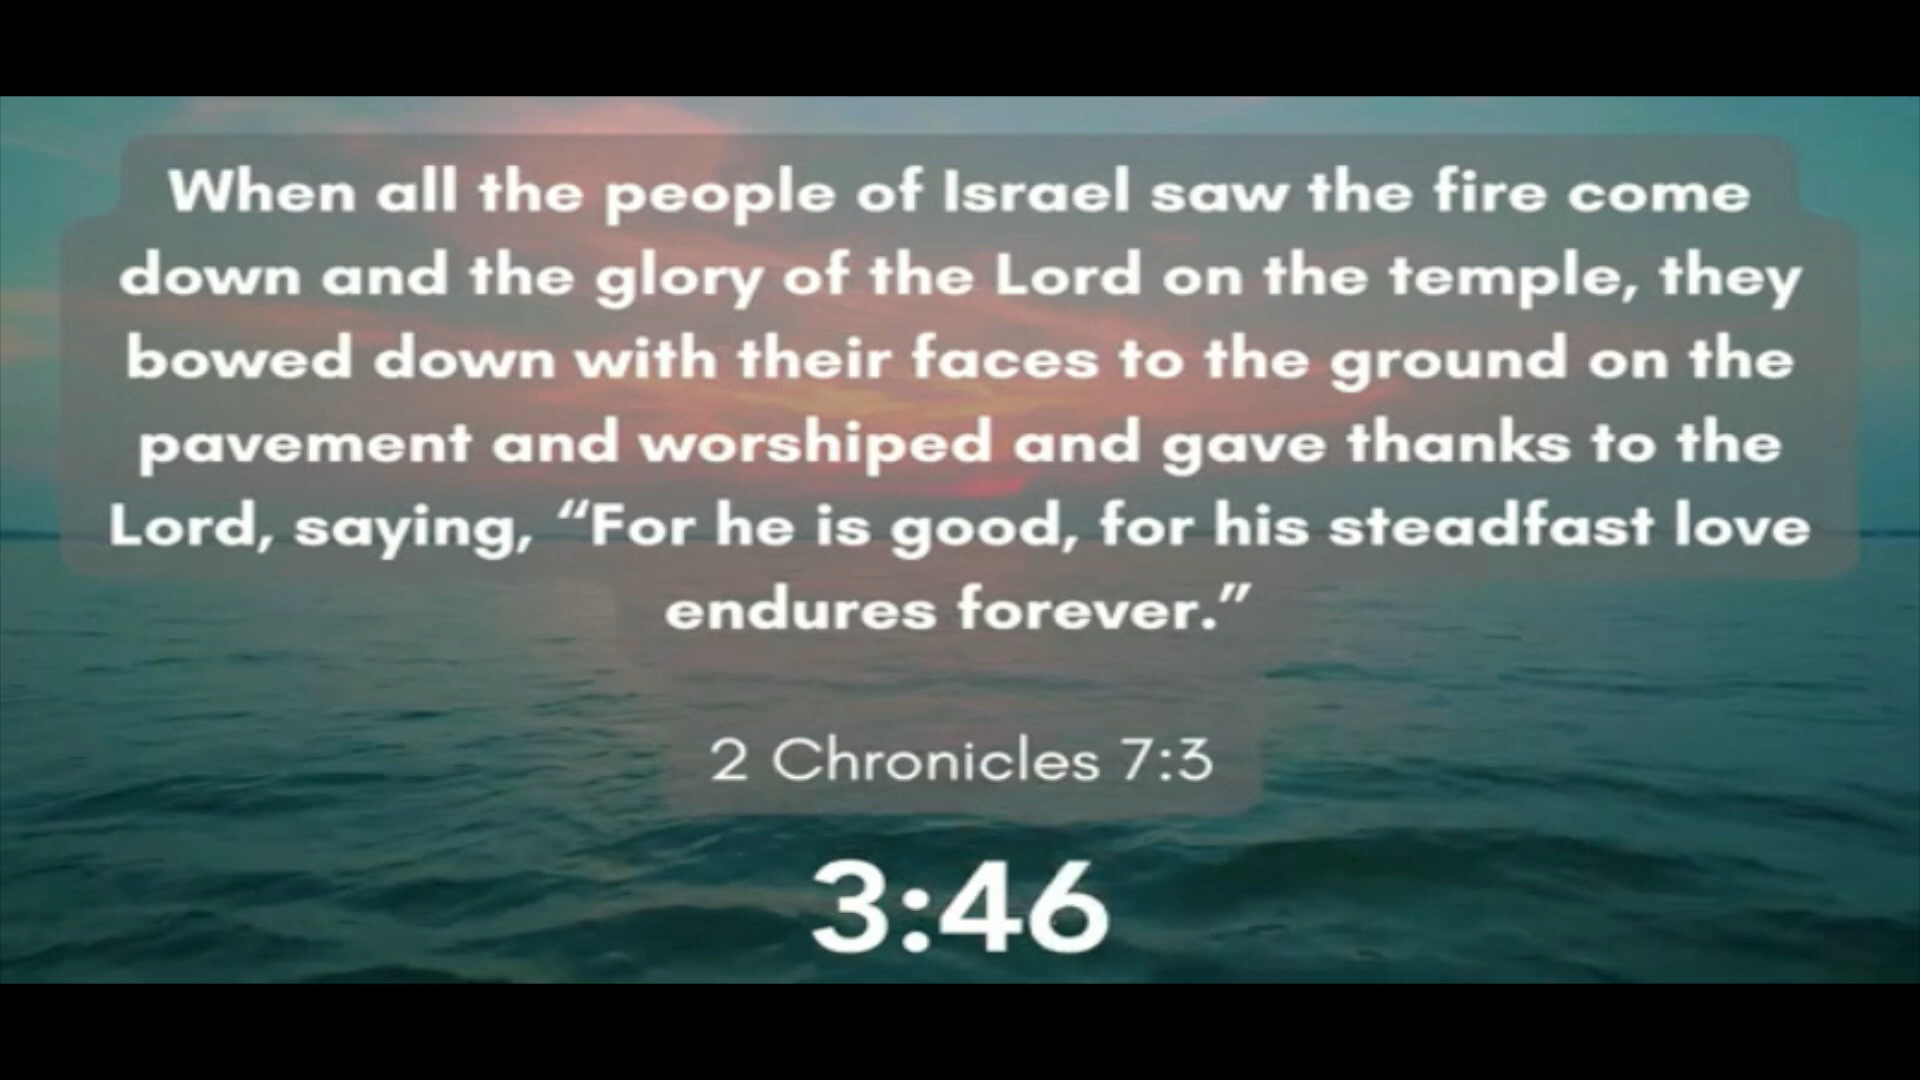 When all the people of Israel saw the fire come
down and the glory of the Lord on the temple, they
bowed down with their faces to the ground on the
pavement and worshiped and gave thanks to the
Lord, saying, “For he is good, for his steadfast love
endures forever.”
2 Chronicles 7:3
3:46